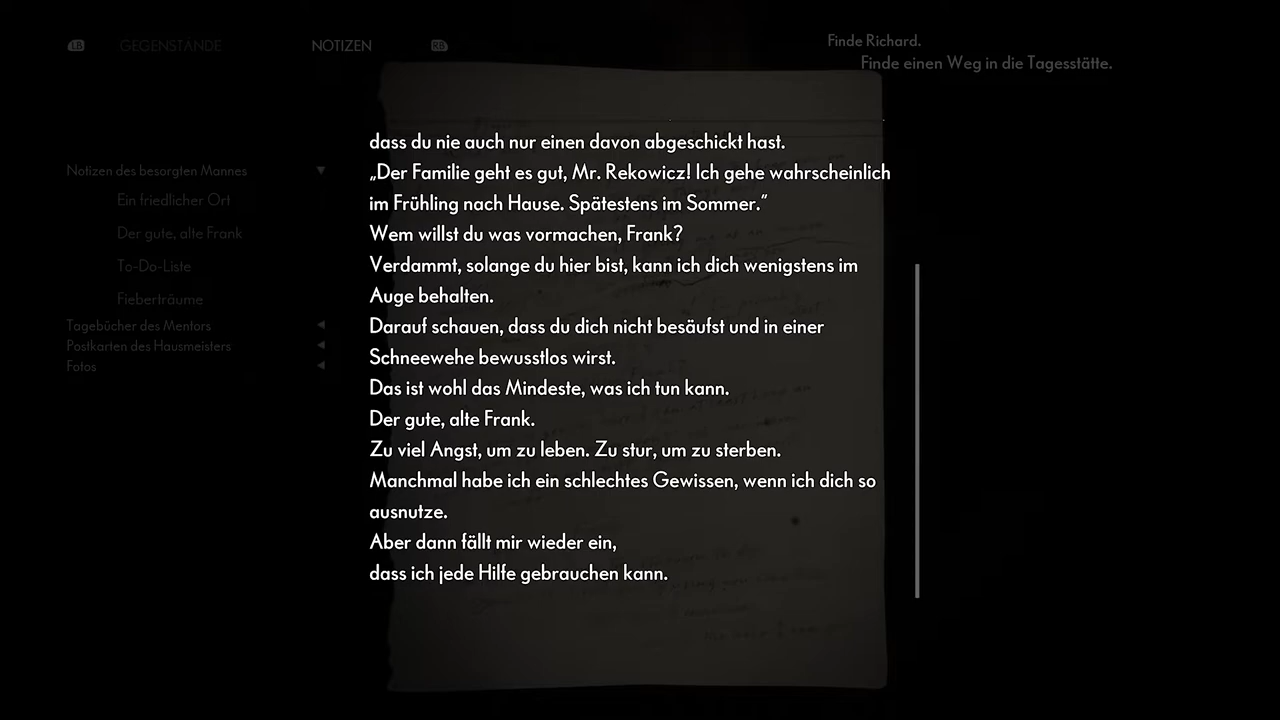 LB
GEGENSTÄNDE
NOTIZEN
RB
Finde Richard.
Finde einen Weg in die Tagesstätte.
Notizen des besorgten Mannes
Ein friedlicher Ort
Der gute, alte Frank
To-Do-Liste
Fieberträume
Tagebücher des Mentors
Postkarten des Hausmeisters
Fotos
dass du nie auch nur einen davon abgeschickt hast.
„Der Familie geht es gut, Mr. Rekowicz! Ich gehe wahrscheinlich
im Frühling nach Hause. Spätestens im Sommer.“
Wem willst du was vormachen, Frank?
Verdammt, solange du hier bist, kann ich dich wenigstens im
Auge behalten.
Darauf schauen, dass du dich nicht besäufst und in einer
Schneewehe bewusstlos wirst.
Das ist wohl das Mindeste, was ich tun kann.
Der gute, alte Frank.
Zu viel Angst, um zu leben. Zu stur, um zu sterben.
Manchmal habe ich ein schlechtes Gewissen, wenn ich dich so
ausnutze.
Aber dann fällt mir wieder ein,
dass ich jede Hilfe gebrauchen kann.